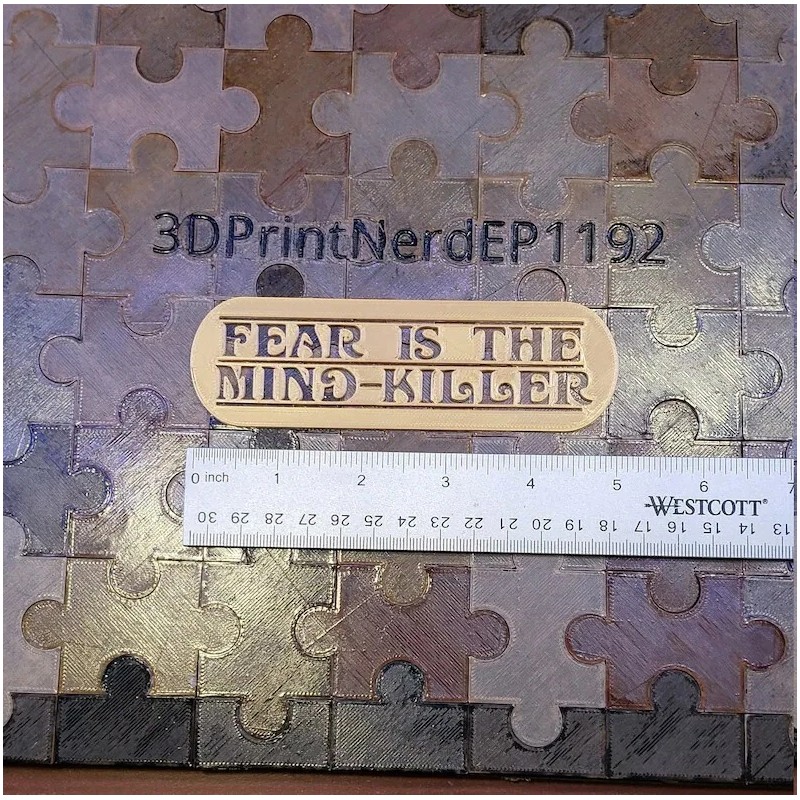 3DPrintNerdEP1192
FEAR IS THE
MIND-KILLER
0 inch 1 2 3 4 5 6 7
WESTCOTT®
30 29 28 27 26 25 24 23 22 21 20 19 18 17 16 15 14 13